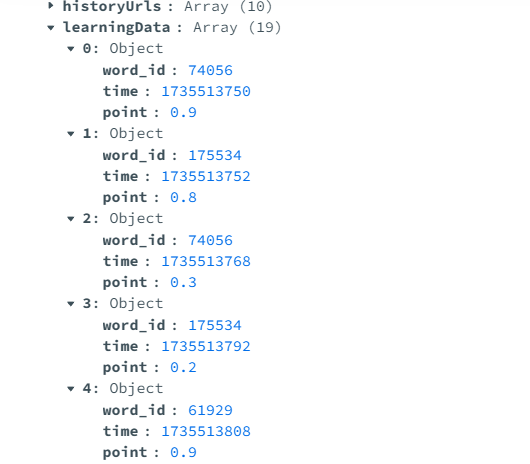 historyUrls : Array (10)
learningData : Array (19)
0: Object
word_id : 74056
time : 1735513750
point : 0.9
1: Object
word_id : 175534
time : 1735513752
point : 0.8
2: Object
word_id : 74056
time : 1735513768
point : 0.3
3: Object
word_id : 175534
time : 1735513792
point : 0.2
4: Object
word_id : 61929
time : 1735513808
point : 0.9